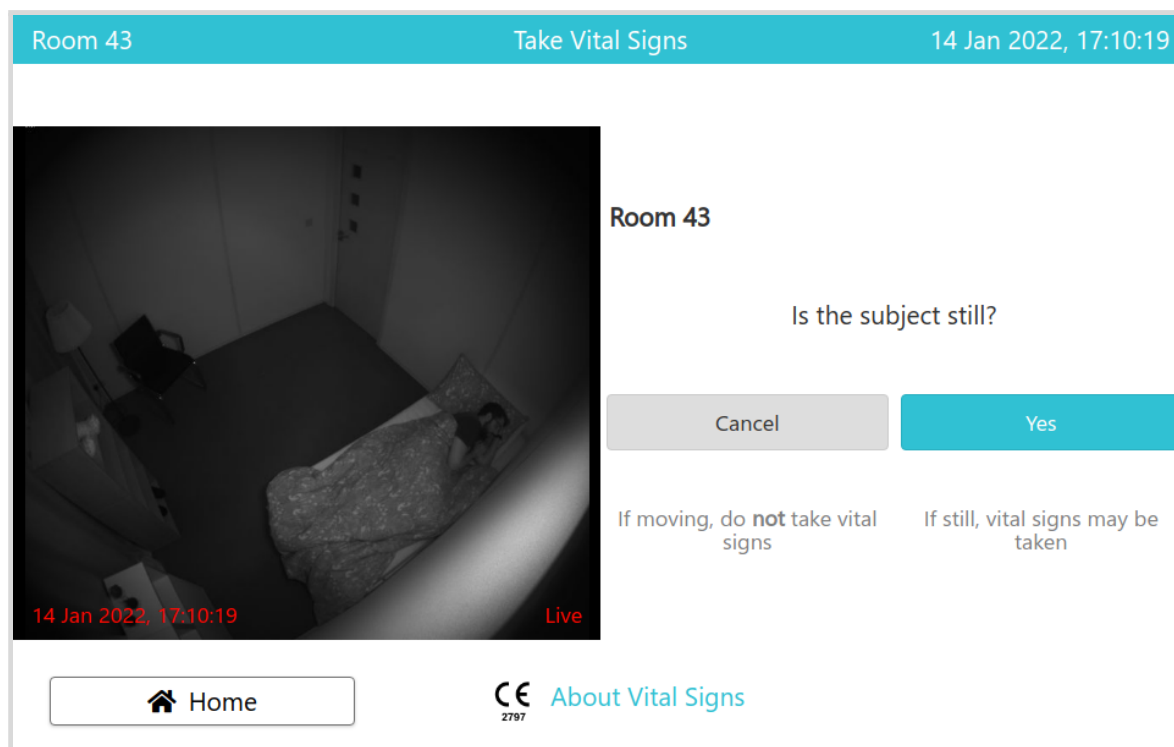 Room 43
Take Vital Signs
14 Jan 2022, 17:10:19
Room 43
Is the subject still?
Cancel
Yes
If moving, do not take vital
signs
If still, vital signs may be
taken
14 Jan 2022, 17:10:19
Live
Home
CE
2797
About Vital Signs